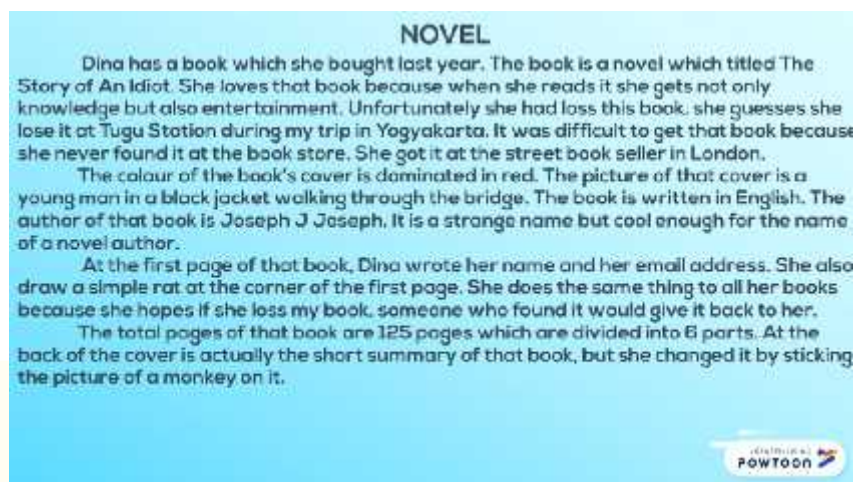 NOVEL
Dina has a book which she bought last year. The book is a novel which titled The
Story of An Idiot. She loves that book because when she reads it she gets not only
knowledge but also entertainment. Unfortunately she had loss this book. she guesses she
lose it at Tugu Station during my trip in Yogyakarta. It was difficult to get that book because
she never found it at the book store. She got it at the street book seller in London.
The colour of the book's cover is dominated in red. The picture of that cover is a
young man in a black jacket walking through the bridge. The book is written in English. The
author of that book is Joseph J Joseph. It is a strange name but cool enough for the name
of a novel author.
At the first page of that book, Dina wrote her name and her email address. She also
draw a simple rat at the corner of the first page. She does the same thing to all her books
because she hopes if she loss my book, someone who found it would give it back to her.
The total pages of that book are 125 pages which are divided into 6 parts. At the
back of the cover is actually the short summary of that book, but she changed it by sticking
the picture of a monkey on it.
POWTOON